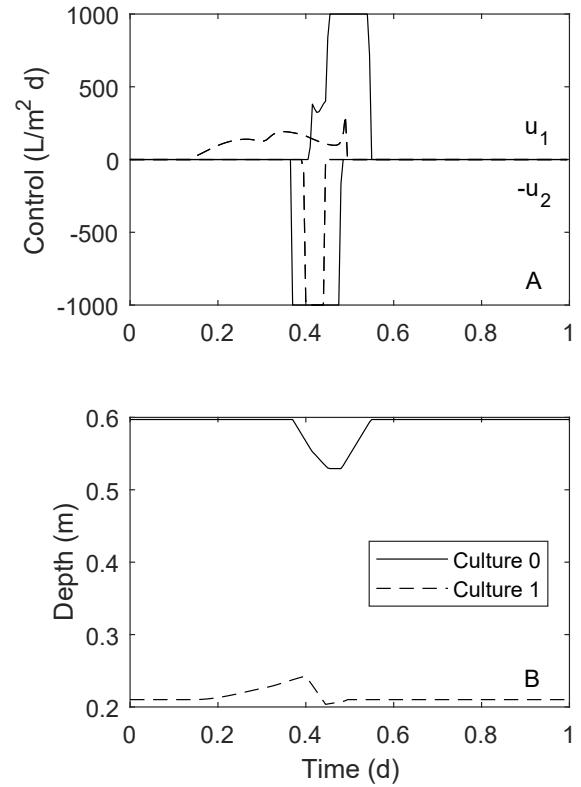 1000
500
0
-500
-1000
Control (L/m² d)
u₁
-u₂
A
0 0.2 0.4 0.6 0.8 1
0.6
0.5
0.4
0.3
0.2
Depth (m)
Culture 0
Culture 1
B
0 0.2 0.4 0.6 0.8 1
Time (d)